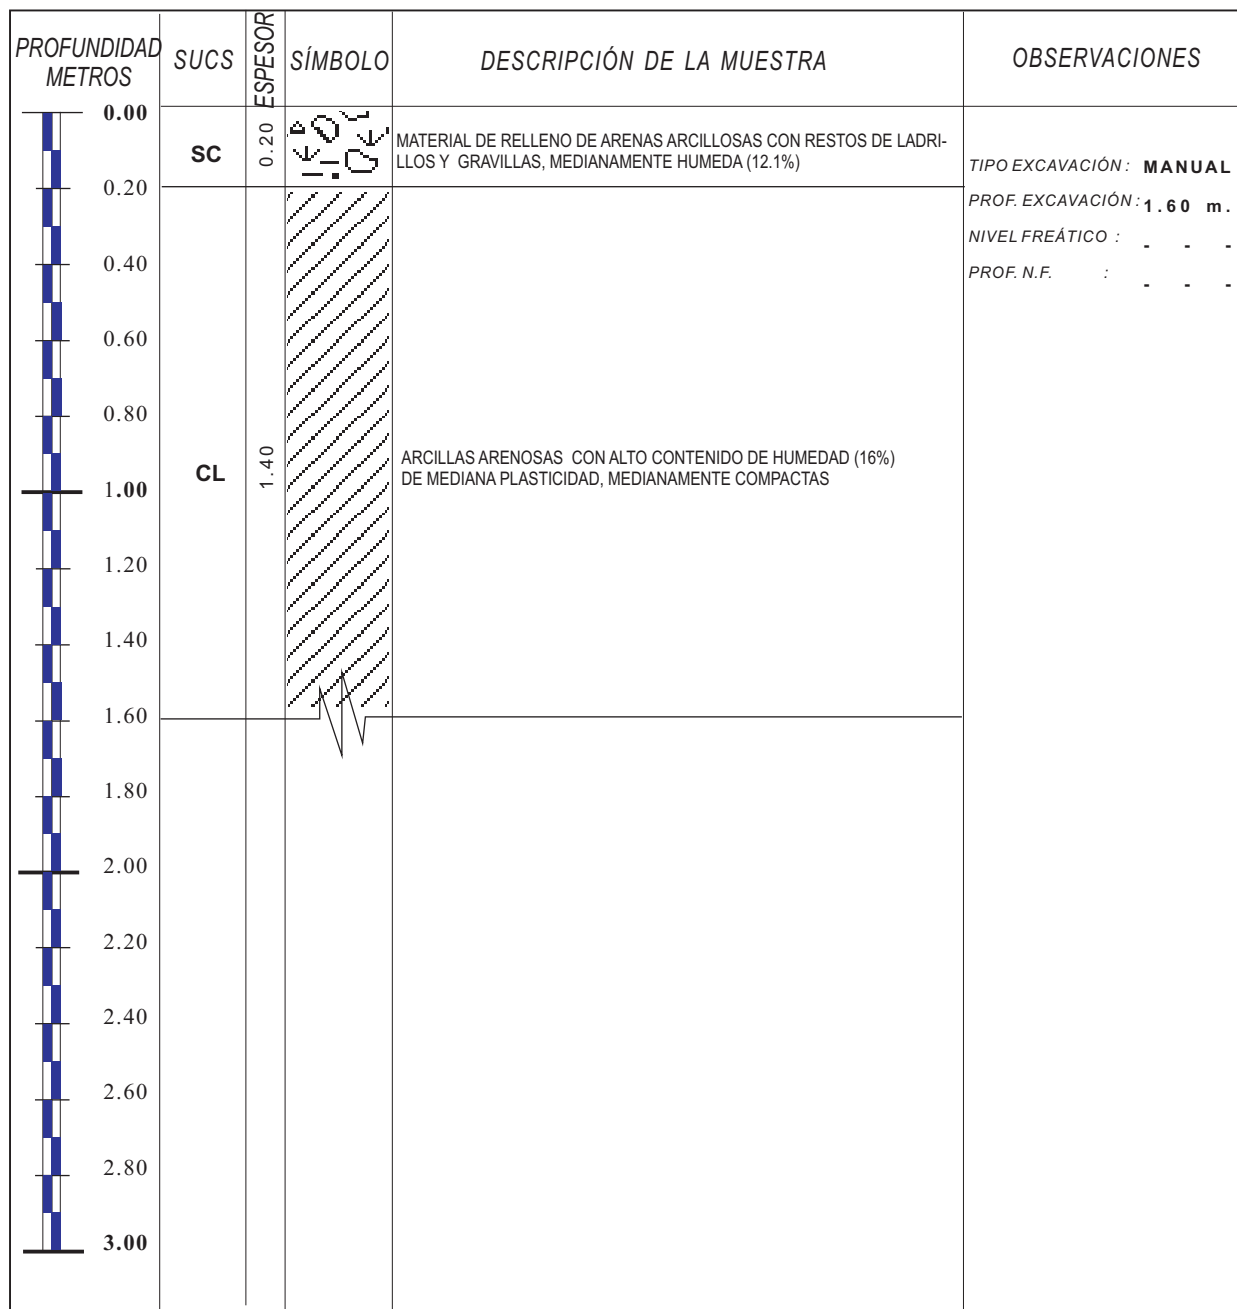 PROFUNDIDAD
METROS
SUCS
ESPESOR
SÍMBOLO
DESCRIPCIÓN DE LA MUESTRA
OBSERVACIONES
0.00
SC
0.20
MATERIAL DE RELLENO DE ARENAS ARCILLOSAS CON RESTOS DE LADRI-
LLOS Y GRAVILLAS, MEDIANAMENTE HUMEDA (12.1%)
TIPO EXCAVACIÓN : MANUAL
PROF. EXCAVACIÓN : 1.60 m.
NIVEL FREÁTICO : - - -
PROF. N.F. : - - -
0.20
0.40
0.60
0.80
CL
1.40
ARCILLAS ARENOSAS CON ALTO CONTENIDO DE HUMEDAD (16%)
DE MEDIANA PLASTICIDAD, MEDIANAMENTE COMPACTAS
1.00
1.20
1.40
1.60
1.80
2.00
2.20
2.40
2.60
2.80
3.00